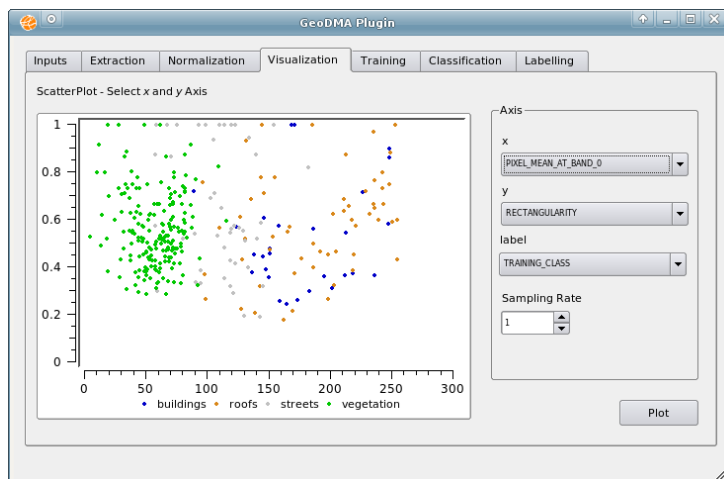 GeoDMA Plugin
Inputs Extraction Normalization Visualization Training Classification Labelling
ScatterPlot - Select x and y Axis
Axis
x
PIXEL_MEAN_AT_BAND_0
y
RECTANGULARITY
label
TRAINING_CLASS
Sampling Rate
1
1
0.8
0.6
0.4
0.2
0
0 50 100 150 200 250 300
buildings roofs streets vegetation
Plot